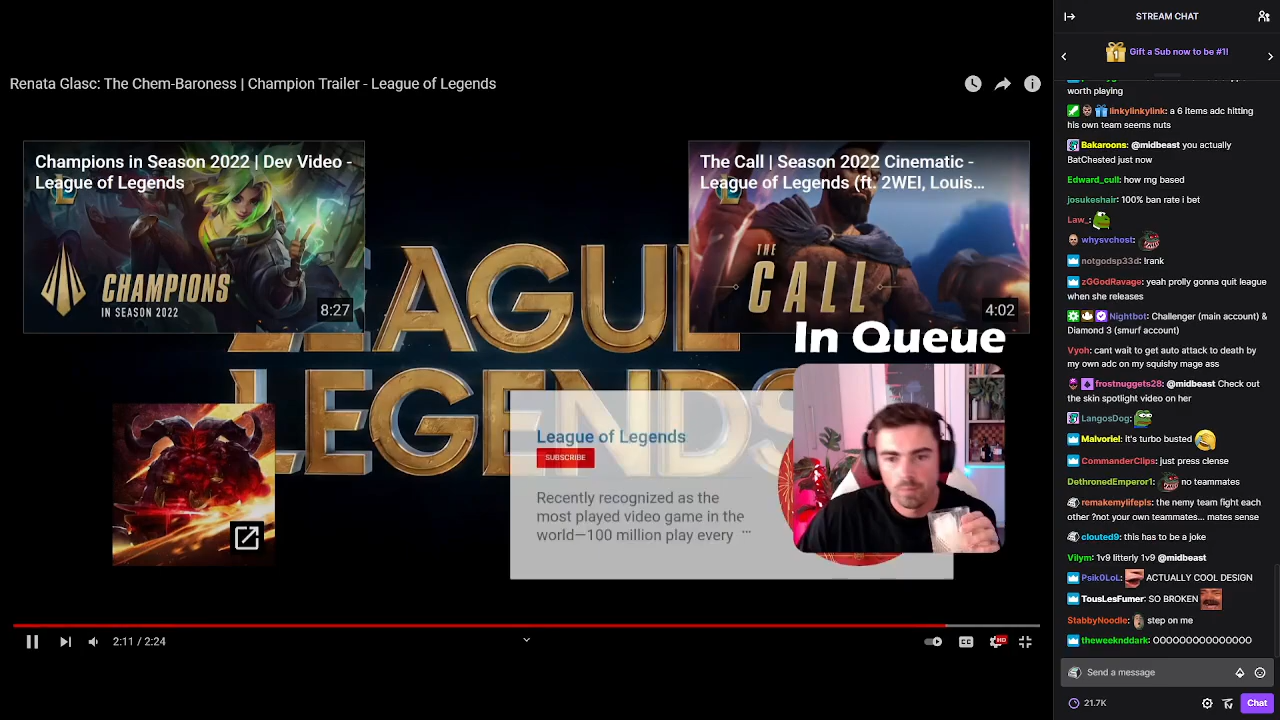 STREAM CHAT
Gift a Sub now to be #1!
Renata Glasc: The Chem-Baroness | Champion Trailer - League of Legends
Champions in Season 2022 | Dev Video -
League of Legends
CHAMPIONS
IN SEASON 2022
8:27
The Call | Season 2022 Cinematic -
League of Legends (ft. 2WEI, Louis...
THE
CALL
4:02
LEGENDS
In Queue
League of Legends
SUBSCRIBE
Recently recognized as the
most played video game in the
world—100 million play every ...
2:11 / 2:24
CC
HD
worth playing
linkylinkylink: a 6 items adc hitting
his own team seems nuts
Bakaroons: @midbeast you actually
BatChested just now
Edward_cull: how mg based
josukeshair: 100% ban rate i bet
Law_:
whysvchost:
notgodsp33d: !rank
zGGodRavage: yeah prolly gonna quit league
when she releases
Nightbot: Challenger (main account) &
Diamond 3 (smurf account)
Vyoh: cant wait to get auto attack to death by
my own adc on my squishy mage ass
frostnuggets28: @midbeast Check out
the skin spotlight video on her
LangosDog:
Malvoriel: it's turbo busted
CommanderClips: just press clense
DethronedEmperor1: no teammates
remakemylifepls: the nemy team fight each
other ?not your own teammates... mates sense
clouted9: this has to be a joke
Vilym: 1v9 litterly 1v9 @midbeast
Psik0LoL: ACTUALLY COOL DESIGN
TousLesFumer: SO BROKEN
StabbyNoodle: step on me
theweknddark: OOOOOOOOOOOOOOO
Send a message
21.7K
Chat